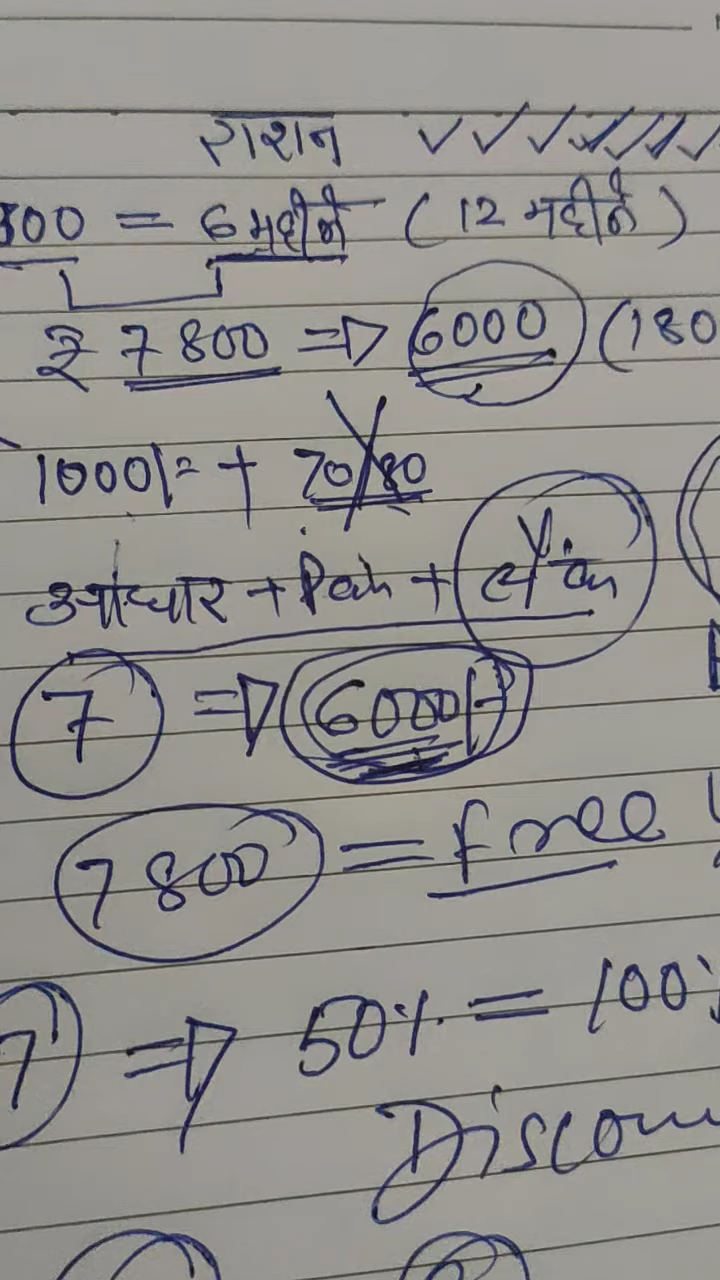 राशन ✓ ✓ ✓ ✓ ✓ ✓ ✓
300 = 6 महीने (12 महीने)
₹ 7800 ⇒ 6000 (180
1000/= + 70/80
आधार + Pan +
7 ⇒ 6000/-
7800 = free
7 ⇒ 50% = 100%
Discou